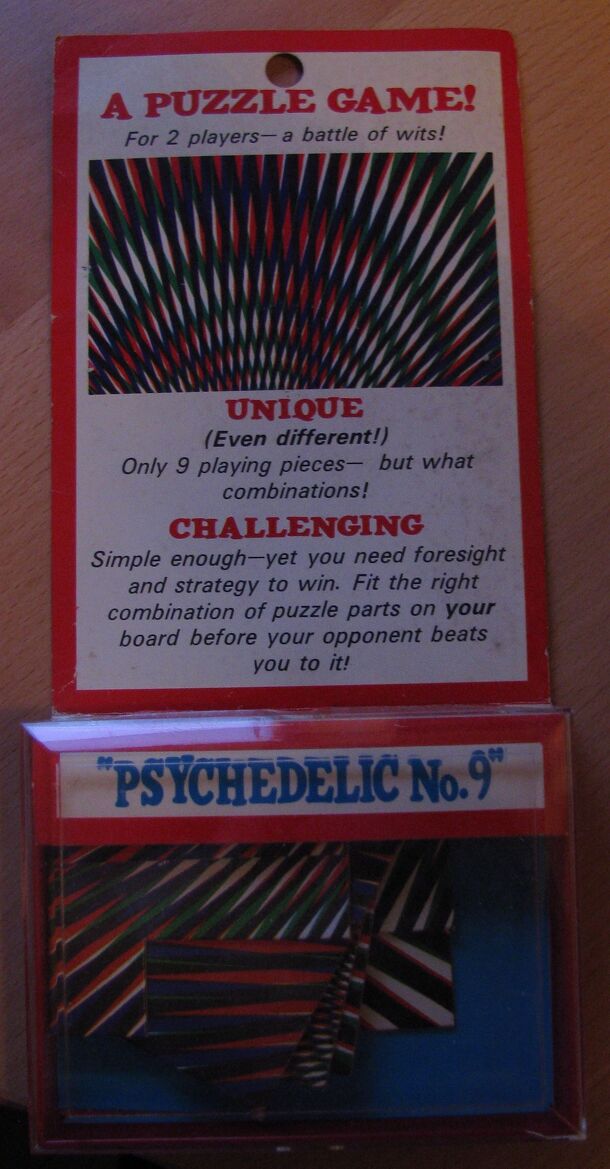 A PUZZLE GAME!
For 2 players— a battle of wits!
UNIQUE
(Even different!)
Only 9 playing pieces— but what
combinations!
CHALLENGING
Simple enough—yet you need foresight
and strategy to win. Fit the right
combination of puzzle parts on your
board before your opponent beats
you to it!
"PSYCHEDELIC No.9"